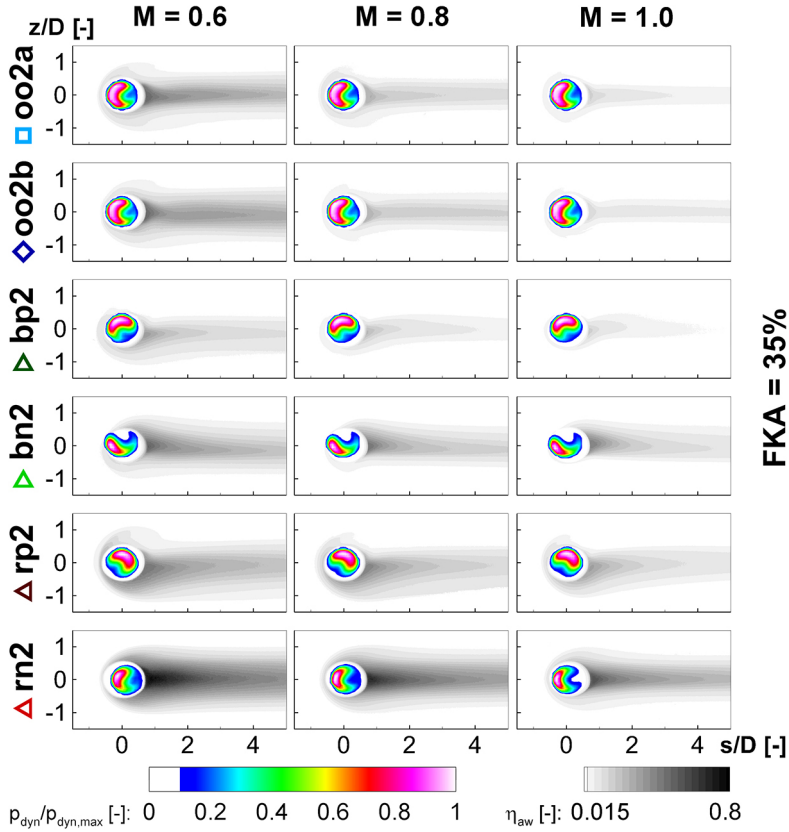 z/D [-] M = 0.6 M = 0.8 M = 1.0
oo2a
1
0
-1
oo2b
1
0
-1
bp2
1
0
-1
bn2
1
0
-1
rp2
1
0
-1
rn2
1
0
-1
FKA = 35%
0 2 4 0 2 4 0 2 4 s/D [-]
p_dyn/p_dyn,max [-]: 0 0.2 0.4 0.6 0.8 1
η_aw [-]: 0.015 0.8